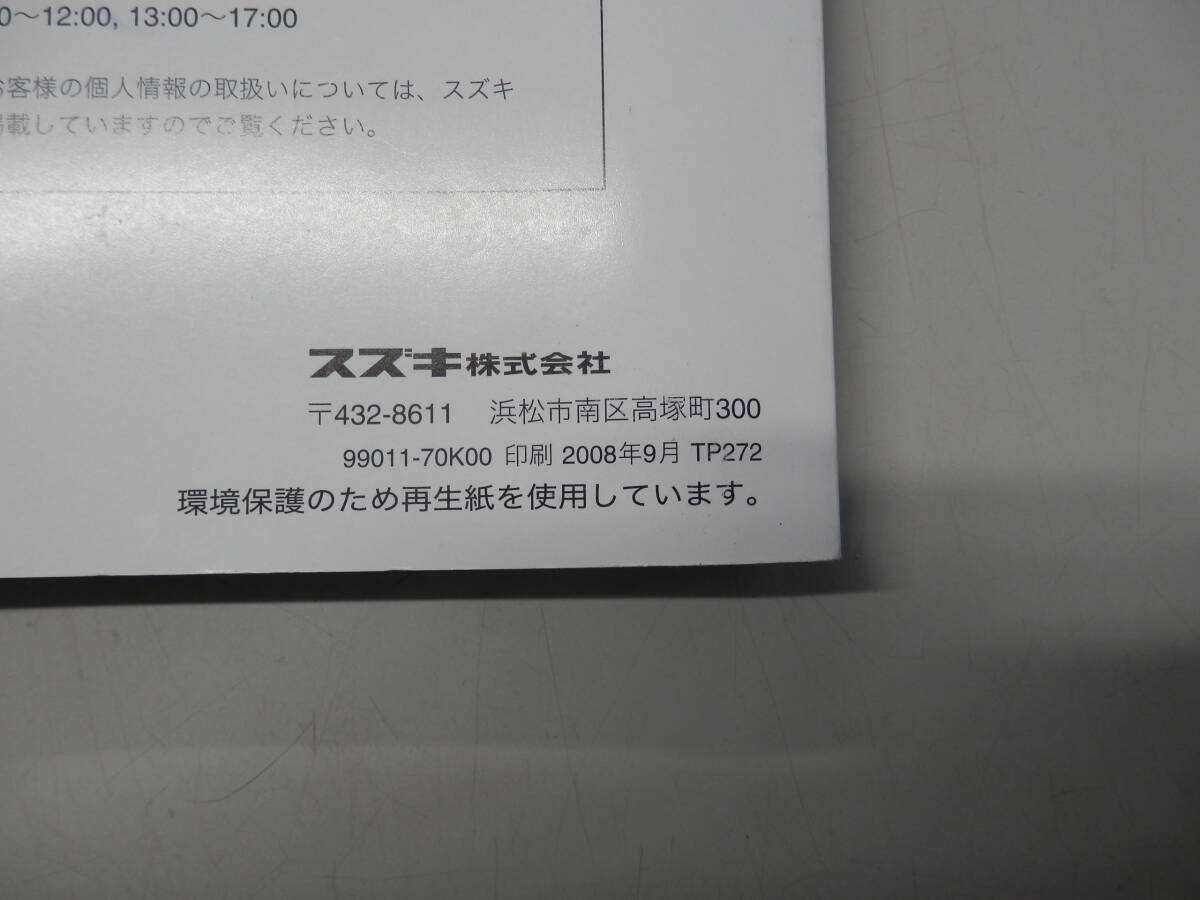 0～12:00, 13:00～17:00
お客様の個人情報の取扱いについては、スズキ
掲載していますのでご覧ください。
スズキ株式会社
〒432-8611 浜松市南区高塚町300
99011-70K00 印刷 2008年9月 TP272
環境保護のため再生紙を使用しています。